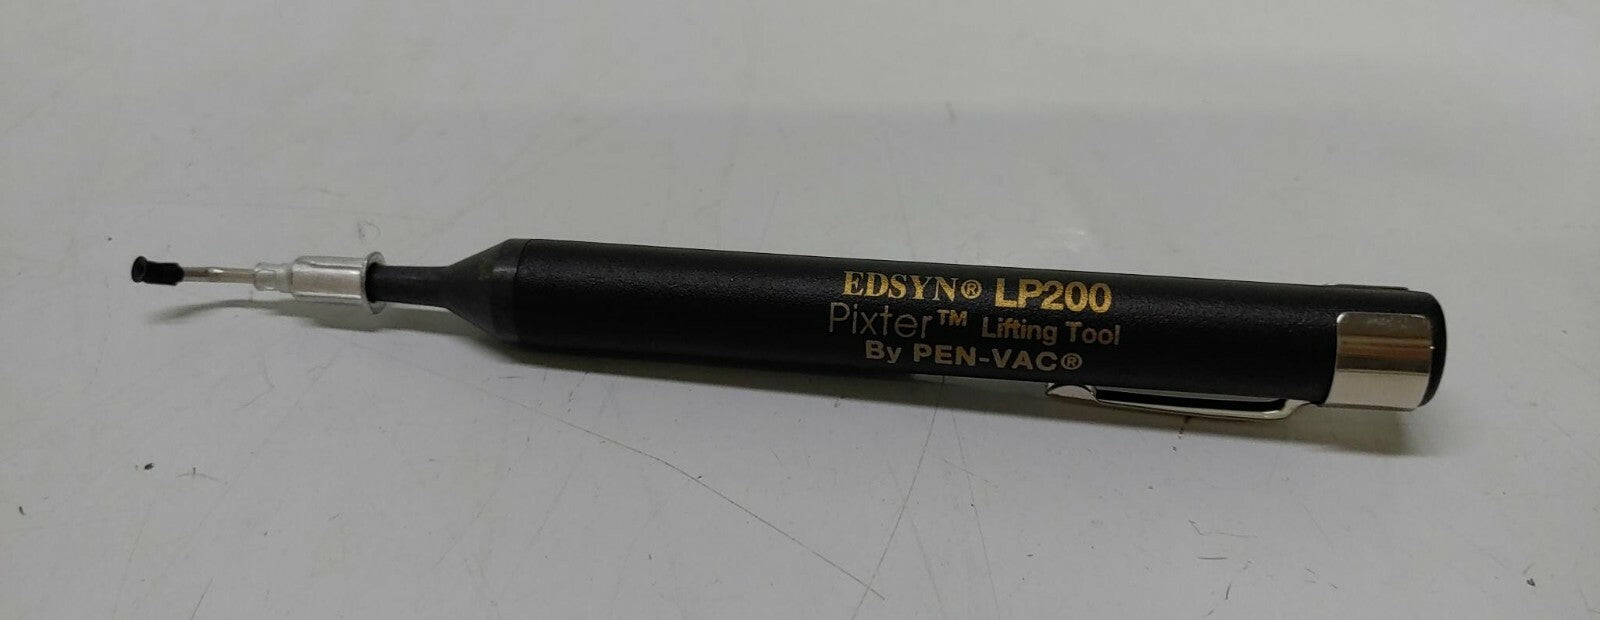 EDSYN® LP200
Pixter™ Lifting Tool
By PEN-VAC®